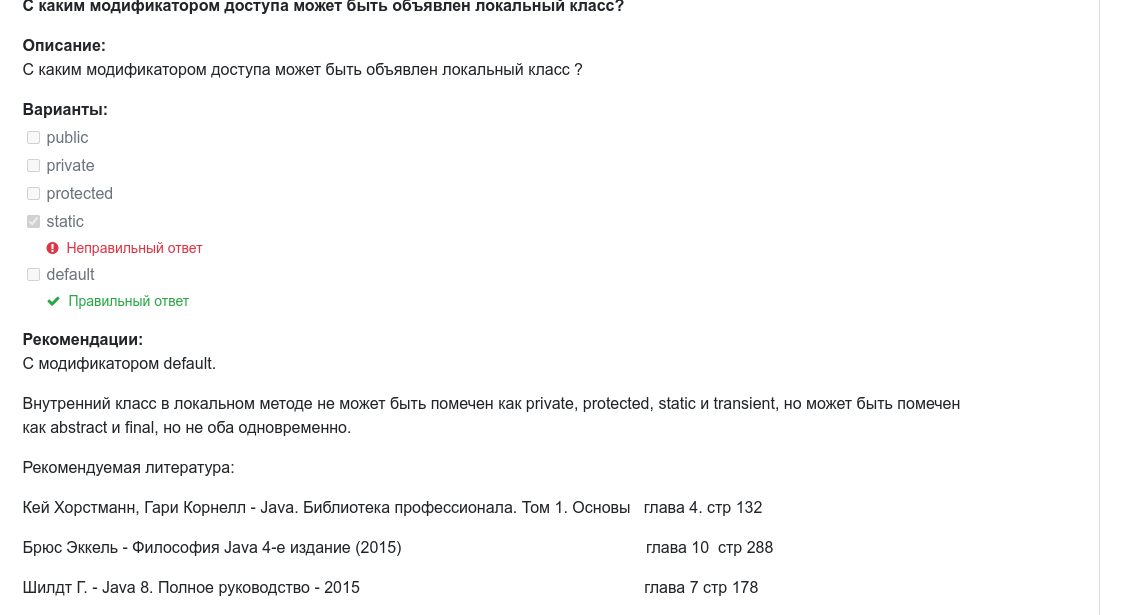 С каким модификатором доступа может быть объявлен локальный класс?
Описание:
С каким модификатором доступа может быть объявлен локальный класс ?
Варианты:
public
private
protected
static
Неправильный ответ
default
Правильный ответ
Рекомендации:
С модификатором default.
Внутренний класс в локальном методе не может быть помечен как private, protected, static и transient, но может быть помечен
как abstract и final, но не оба одновременно.
Рекомендуемая литература:
Кей Хорстманн, Гари Корнелл - Java. Библиотека профессионала. Том 1. Основы глава 4. стр 132
Брюс Эккель - Философия Java 4-е издание (2015) глава 10 стр 288
Шилдт Г. - Java 8. Полное руководство - 2015 глава 7 стр 178